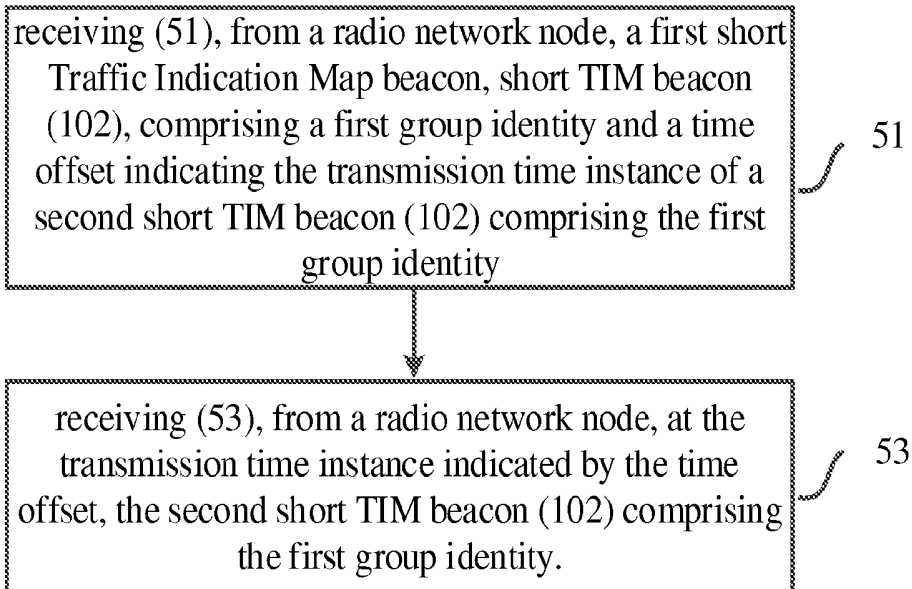 receiving (51), from a radio network node, a first short
Traffic Indication Map beacon, short TIM beacon
(102), comprising a first group identity and a time
offset indicating the transmission time instance of a
second short TIM beacon (102) comprising the first
group identity
51
receiving (53), from a radio network node, at the
transmission time instance indicated by the time
offset, the second short TIM beacon (102) comprising
the first group identity.
53